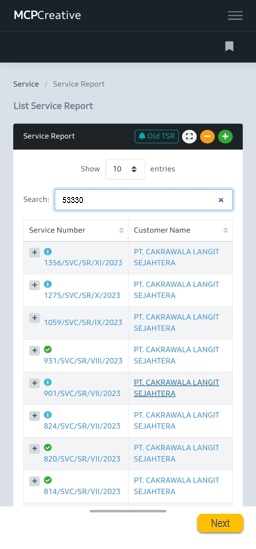 MCPCreative
Service / Service Report
List Service Report
Service Report Old TSR
Show 10 entries
Search: 53330 ×
Service Number Customer Name
1356/SVC/SR/XI/2023 PT. CAKRAWALA LANGIT SEJAHTERA
1275/SVC/SR/X/2023 PT. CAKRAWALA LANGIT SEJAHTERA
1059/SVC/SR/IX/2023 PT. CAKRAWALA LANGIT SEJAHTERA
931/SVC/SR/VIII/2023 PT. CAKRAWALA LANGIT SEJAHTERA
901/SVC/SR/VII/2023 PT. CAKRAWALA LANGIT SEJAHTERA
824/SVC/SR/VII/2023 PT. CAKRAWALA LANGIT SEJAHTERA
820/SVC/SR/VII/2023 PT. CAKRAWALA LANGIT SEJAHTERA
814/SVC/SR/VII/2023 PT. CAKRAWALA LANGIT SEJAHTERA
Next